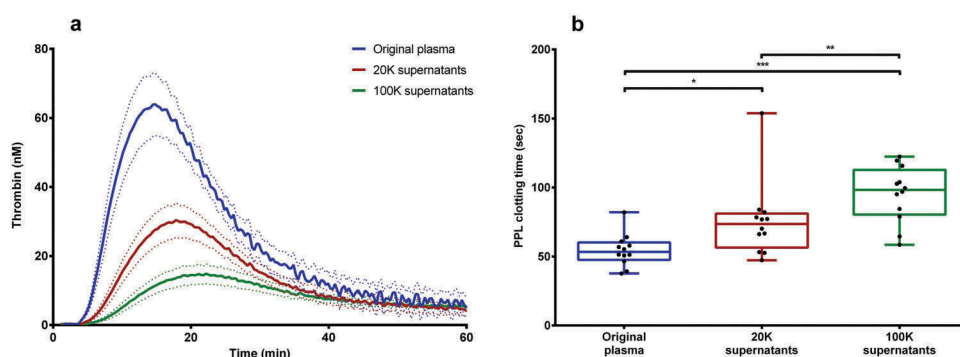 a
Thrombin (nM)
80
60
40
20
0
0
20
40
60
Time (min)
Original plasma
20K supernatants
100K supernatants
b
PPL clotting time (sec)
200
150
100
50
0
**
***
*
Original
plasma
20K
supernatants
100K
supernatants